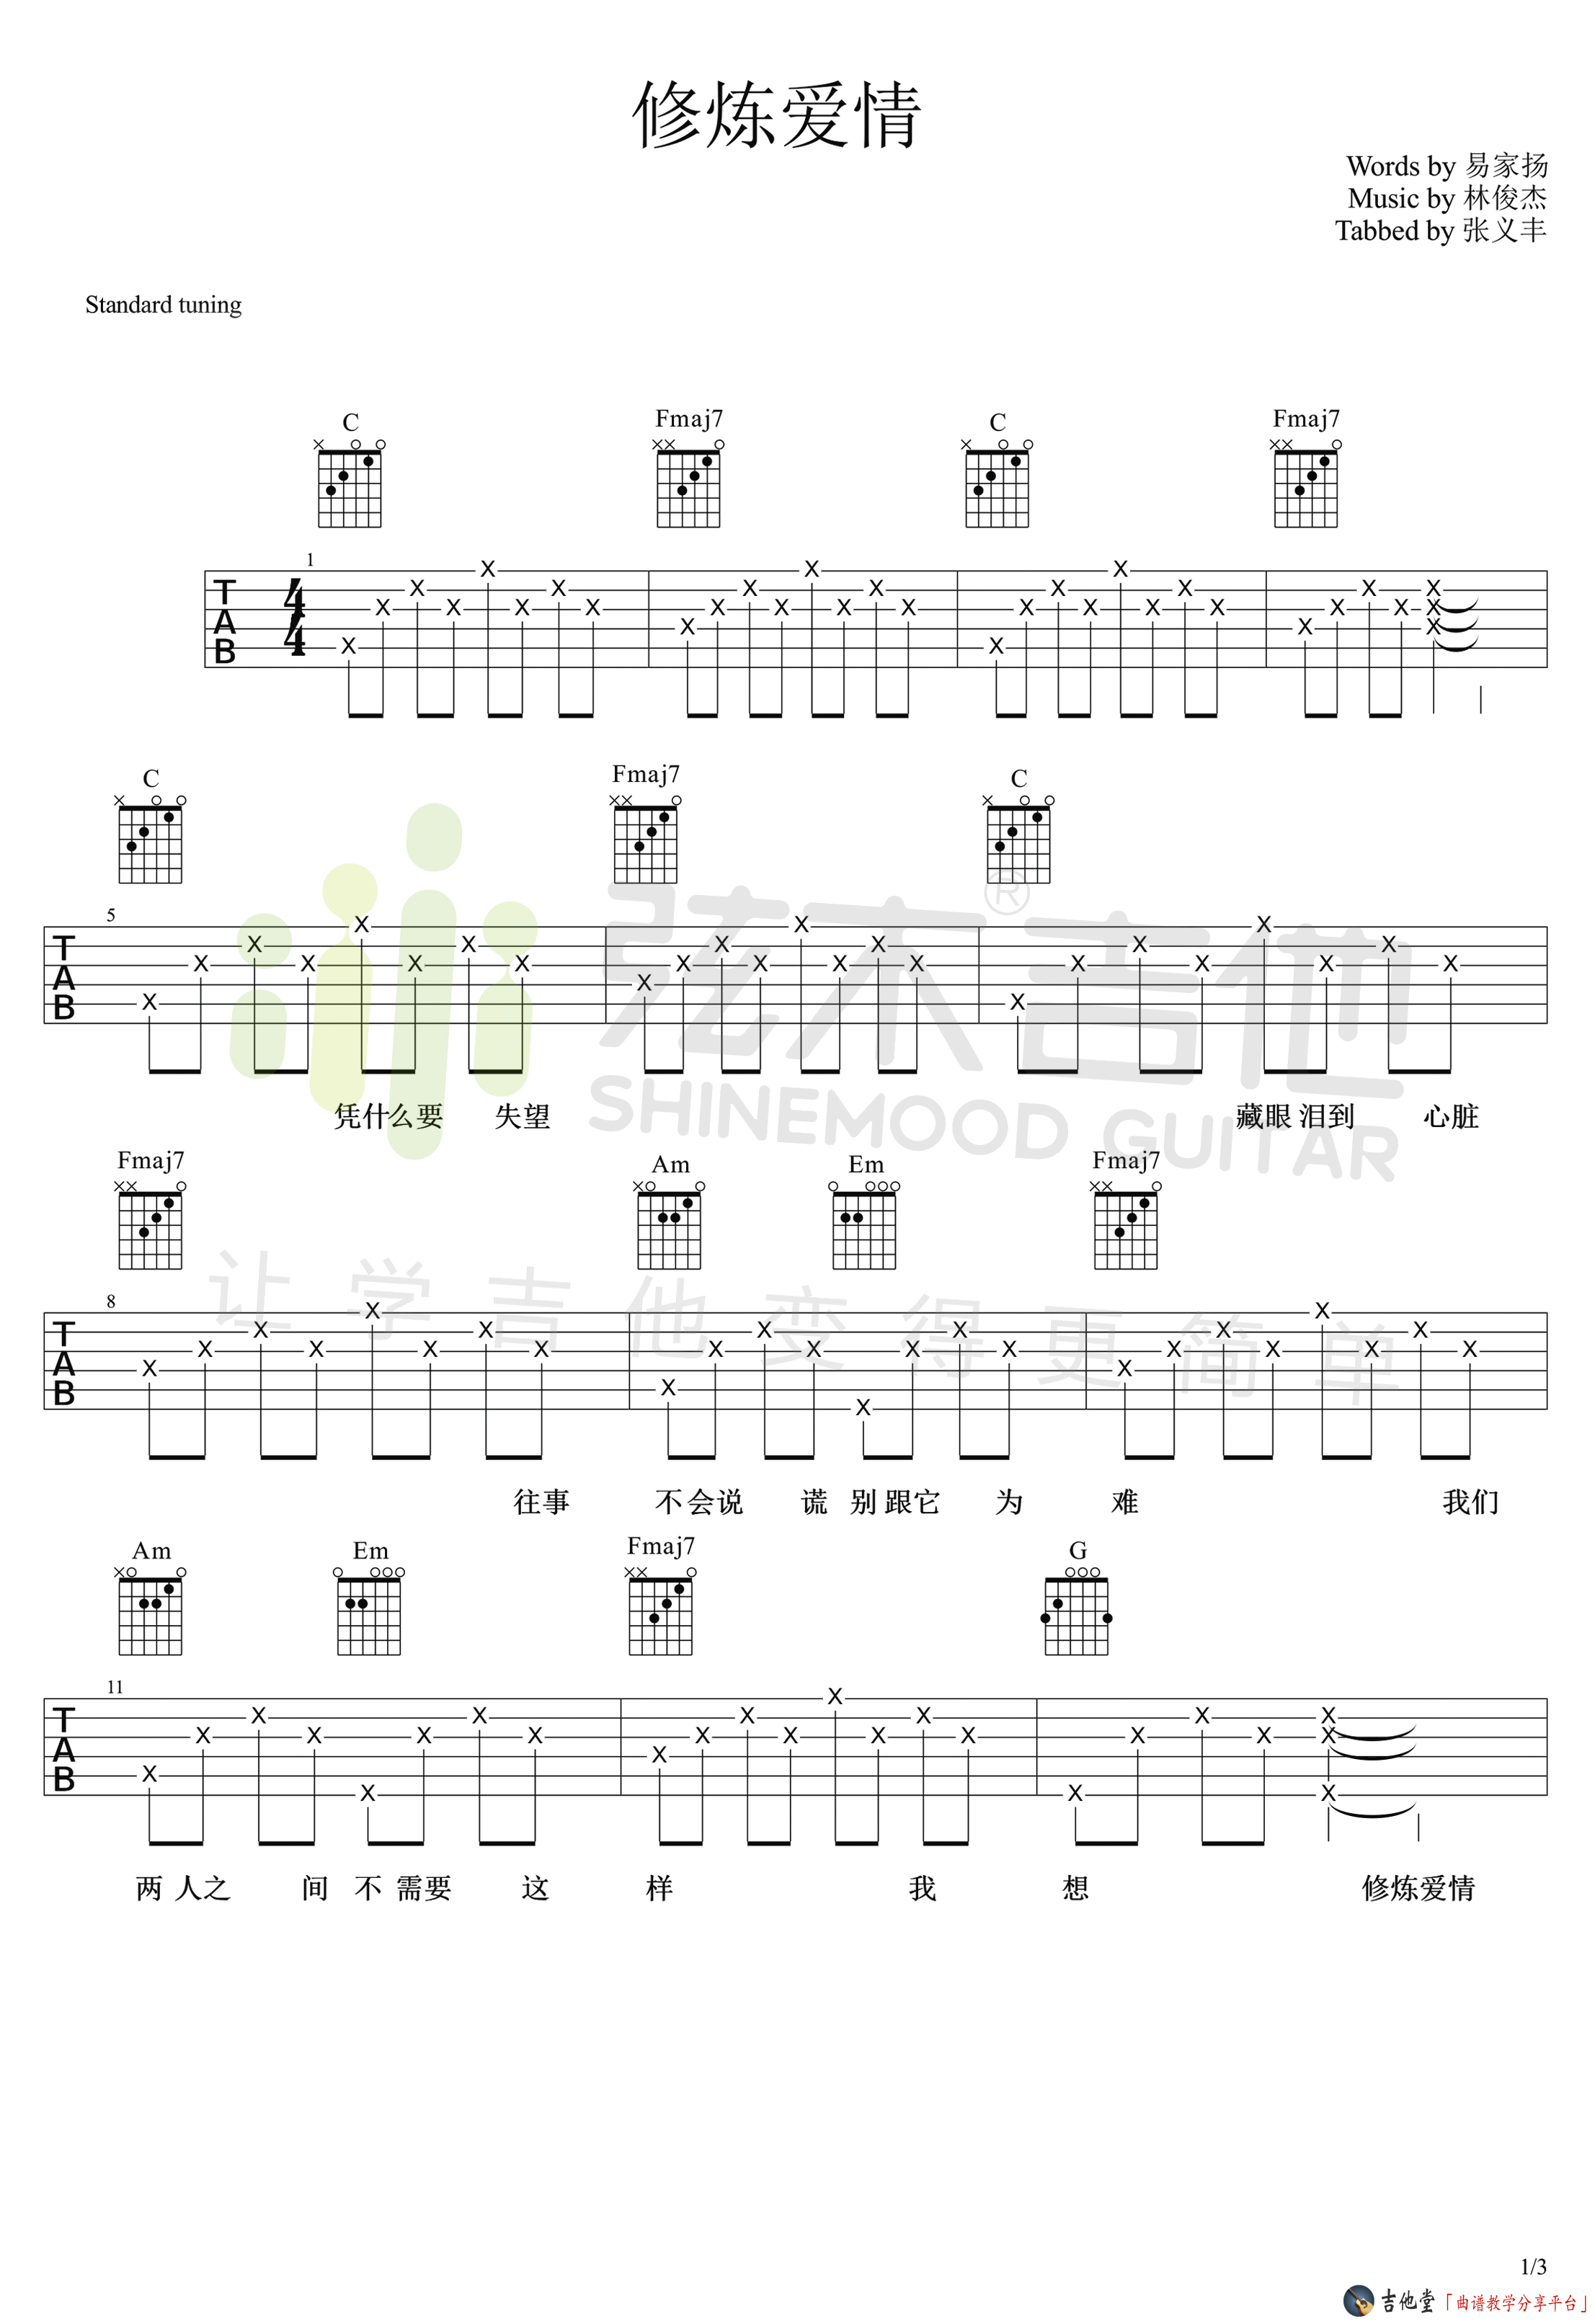 修炼爱情
Words by 易家扬
Music by 林俊杰
Tabbed by 张义丰
Standard tuning
C Fmaj7 C Fmaj7
1
T
A
B
4
4
C Fmaj7 C
5
T
A
B
弦木吉他®
SHINEMOOD GUITAR
凭什么要 失望 藏眼 泪到 心脏
Fmaj7 Am Em Fmaj7
让学吉他变得更简单
8
T
A
B
往事 不会说 谎 别 跟它 为 难 我们
Am Em Fmaj7 G
11
T
A
B
两 人之 间 不 需要 这 样 我 想 修炼爱情
1/3
吉他堂「曲谱教学分享平台」